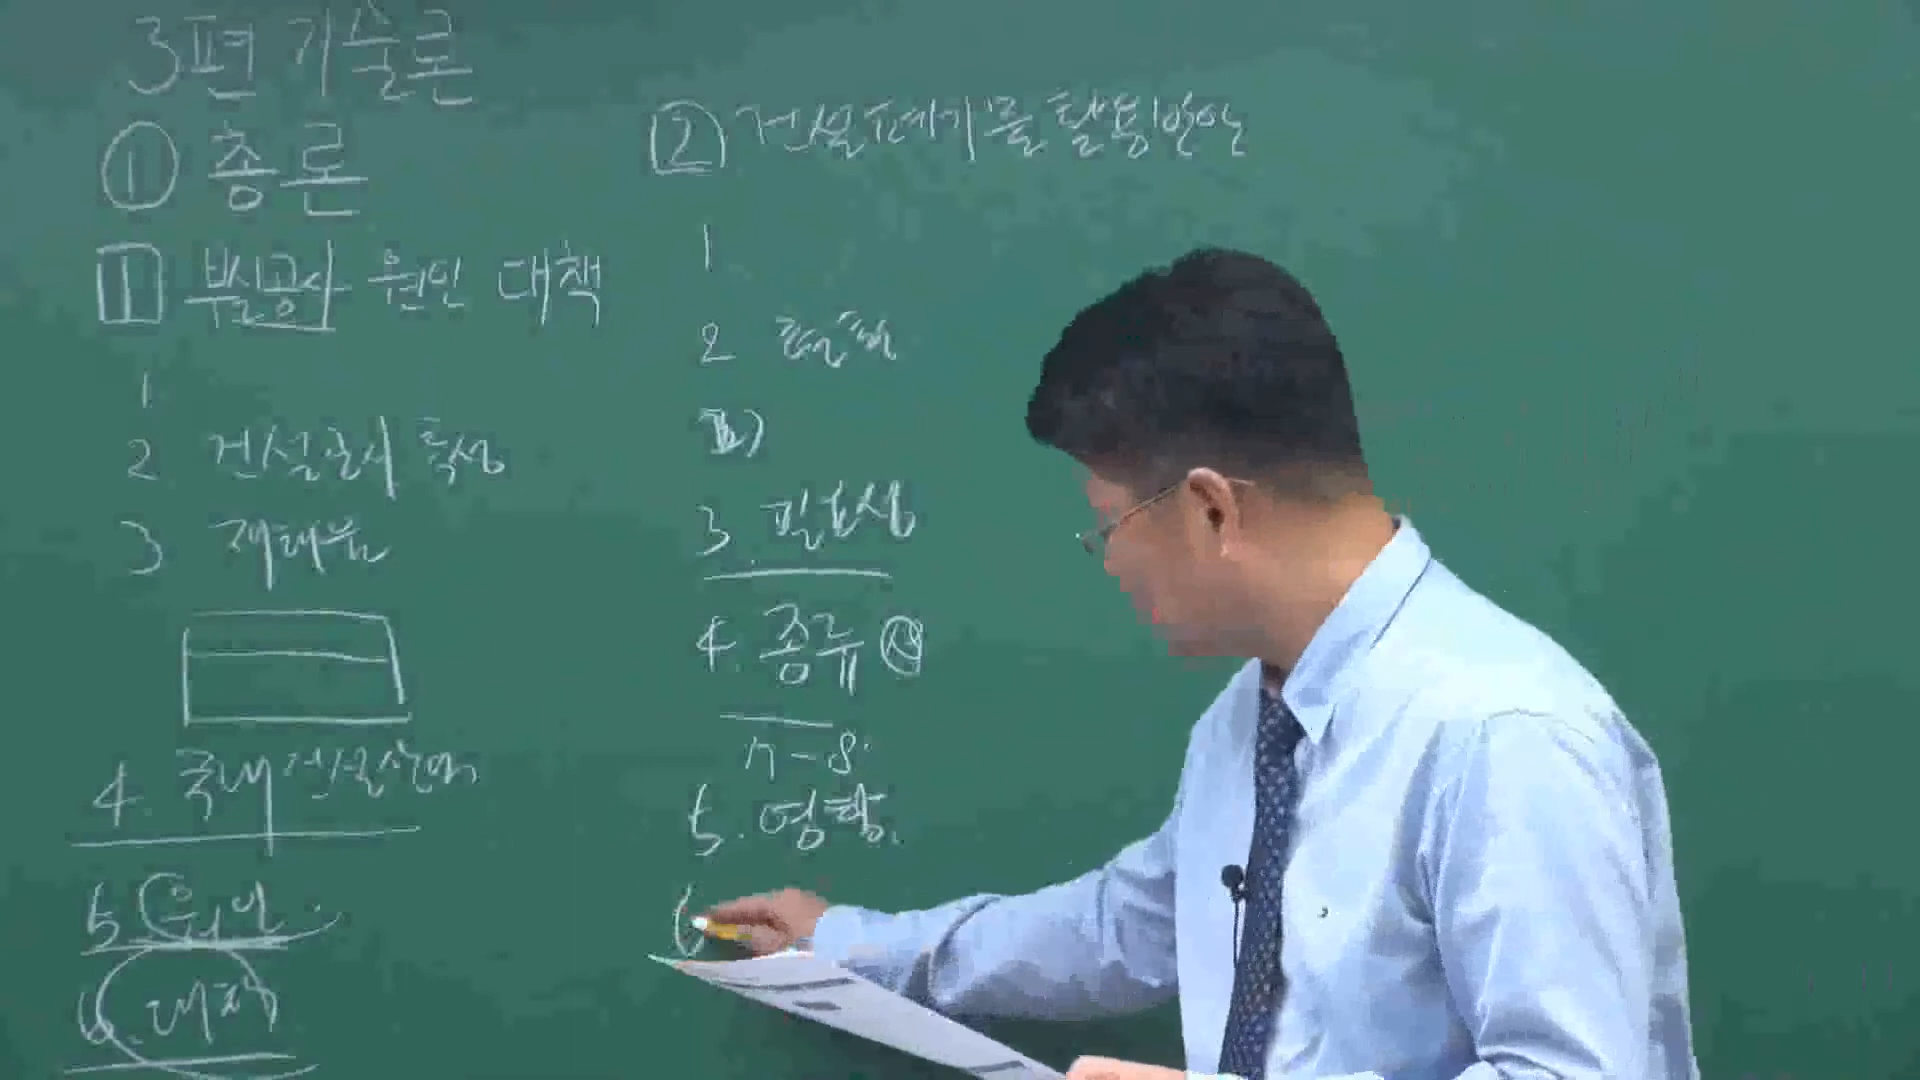 3편 기술론
① 총론
1 부실공사 원인 대책
1
2 건설공사 특성
3
4. 국내 건설산업
5 원인
6. 대책
2 건설폐기물 활용방안
1
2
II)
3. 필요성
4. 종류
7-8
5. 영향
6